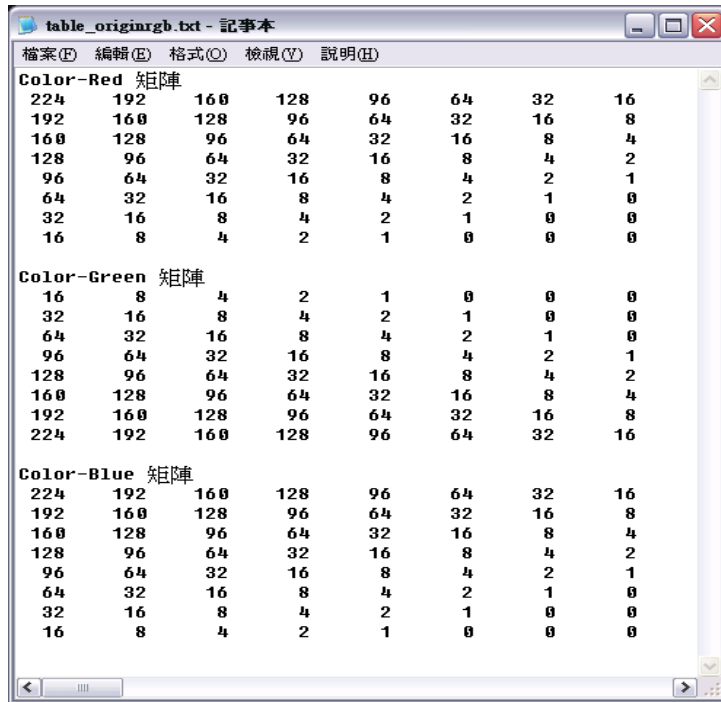 table_originrgb.txt - 記事本
檔案(F) 編輯(E) 格式(O) 檢視(V) 說明(H)
Color-Red 矩陣
224 192 160 128 96 64 32 16
192 160 128 96 64 32 16 8
160 128 96 64 32 16 8 4
128 96 64 32 16 8 4 2
96 64 32 16 8 4 2 1
64 32 16 8 4 2 1 0
32 16 8 4 2 1 0 0
16 8 4 2 1 0 0 0
Color-Green 矩陣
16 8 4 2 1 0 0 0
32 16 8 4 2 1 0 0
64 32 16 8 4 2 1 0
96 64 32 16 8 4 2 1
128 96 64 32 16 8 4 2
160 128 96 64 32 16 8 4
192 160 128 96 64 32 16 8
224 192 160 128 96 64 32 16
Color-Blue 矩陣
224 192 160 128 96 64 32 16
192 160 128 96 64 32 16 8
160 128 96 64 32 16 8 4
128 96 64 32 16 8 4 2
96 64 32 16 8 4 2 1
64 32 16 8 4 2 1 0
32 16 8 4 2 1 0 0
16 8 4 2 1 0 0 0